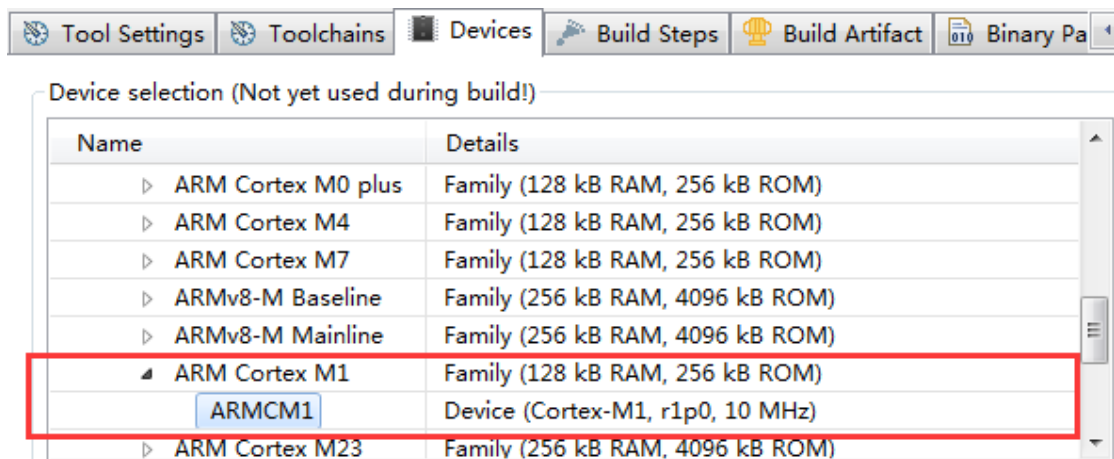 Tool Settings Toolchains Devices Build Steps Build Artifact Binary Pa
Device selection (Not yet used during build!)
Name Details
ARM Cortex M0 plus Family (128 kB RAM, 256 kB ROM)
ARM Cortex M4 Family (128 kB RAM, 256 kB ROM)
ARM Cortex M7 Family (128 kB RAM, 256 kB ROM)
ARMv8-M Baseline Family (256 kB RAM, 4096 kB ROM)
ARMv8-M Mainline Family (256 kB RAM, 4096 kB ROM)
ARM Cortex M1 Family (128 kB RAM, 256 kB ROM)
ARMCM1 Device (Cortex-M1, r1p0, 10 MHz)
ARM Cortex M23 Family (256 kB RAM, 4096 kB ROM)